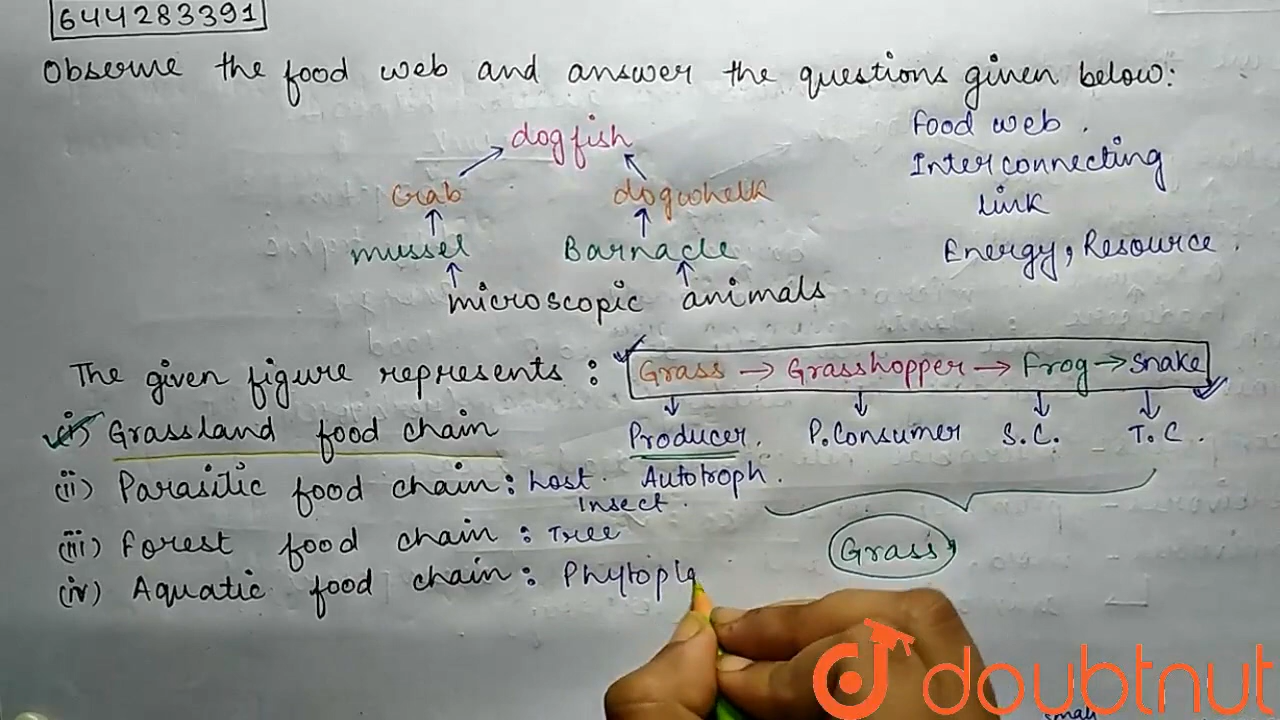 644283391
Observe the food web and answer the questions given below:
dogfish
Crab dogwhelk
mussel Barnacle
microscopic animals
Food web.
Interconnecting
link
Energy, Resource.
The given figure represents :
Grass → Grasshopper → Frog → Snake
Producer. P.Consumer S.C. T.C.
Autotroph.
(i) Grassland food chain
(ii) Parasitic food chain : host.
Insect.
(iii) Forest food chain : Tree
(iv) Aquatic food chain : Phytopla
Grass,
doubtnut
small